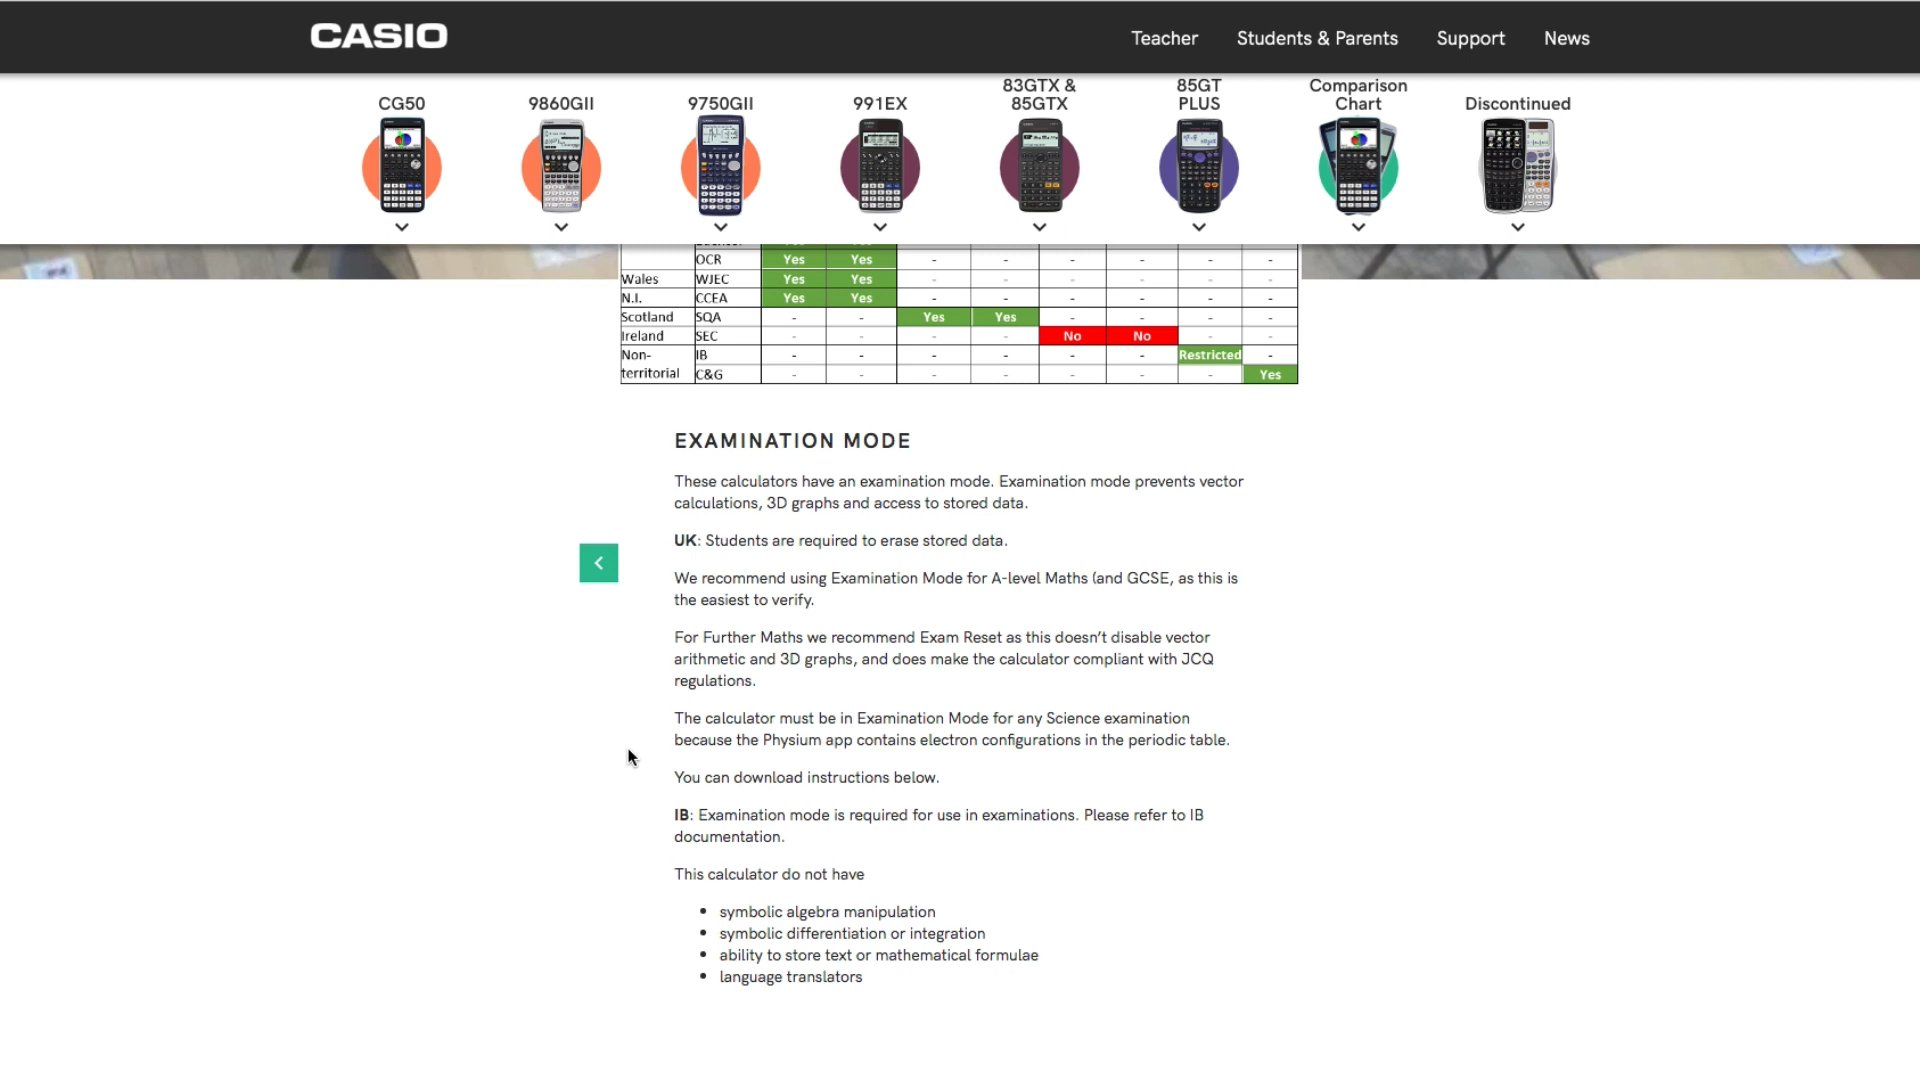 CASIO
Teacher Students & Parents Support News
CG50 9860GII 9750GII 991EX 83GTX & 85GTX 85GT PLUS Comparison Chart Discontinued
OCR Yes Yes - - - - - -
Wales WJEC Yes Yes - - - - - -
N.I. CCEA Yes Yes - - - - - -
Scotland SQA - - Yes Yes - - - -
Ireland SEC - - - - No No - -
Non- IB - - - - - - Restricted -
territorial C&G - - - - - - - Yes
EXAMINATION MODE
These calculators have an examination mode. Examination mode prevents vector
calculations, 3D graphs and access to stored data.
UK: Students are required to erase stored data.
We recommend using Examination Mode for A-level Maths (and GCSE, as this is
the easiest to verify.
For Further Maths we recommend Exam Reset as this doesn’t disable vector
arithmetic and 3D graphs, and does make the calculator compliant with JCQ
regulations.
The calculator must be in Examination Mode for any Science examination
because the Physium app contains electron configurations in the periodic table.
You can download instructions below.
IB: Examination mode is required for use in examinations. Please refer to IB
documentation.
This calculator do not have
• symbolic algebra manipulation
• symbolic differentiation or integration
• ability to store text or mathematical formulae
• language translators